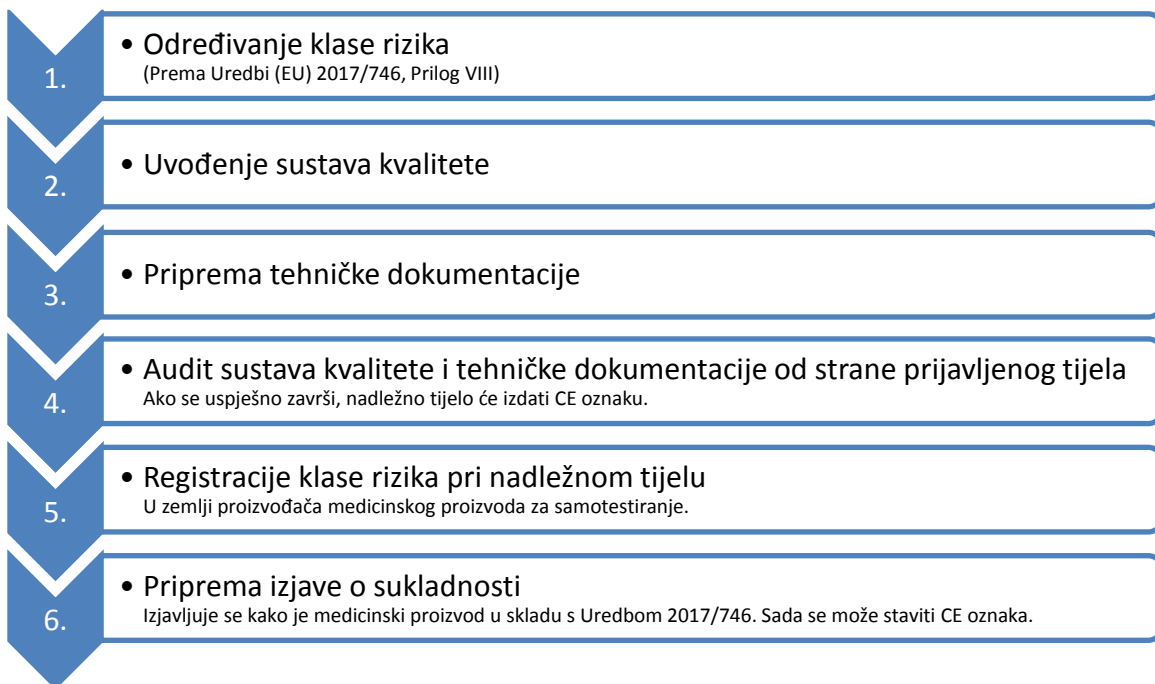 1.
• Određivanje klase rizika
(Prema Uredbi (EU) 2017/746, Prilog VIII)
2.
• Uvođenje sustava kvalitete
3.
• Priprema tehničke dokumentacije
4.
• Audit sustava kvalitete i tehničke dokumentacije od strane prijavljenog tijela
Ako se uspješno završi, nadležno tijelo će izdati CE oznaku.
5.
• Registracije klase rizika pri nadležnom tijelu
U zemlji proizvođača medicinskog proizvoda za samotestiranje.
6.
• Priprema izjave o sukladnosti
Izjavljuje se kako je medicinski proizvod u skladu s Uredbom 2017/746. Sada se može staviti CE oznaka.